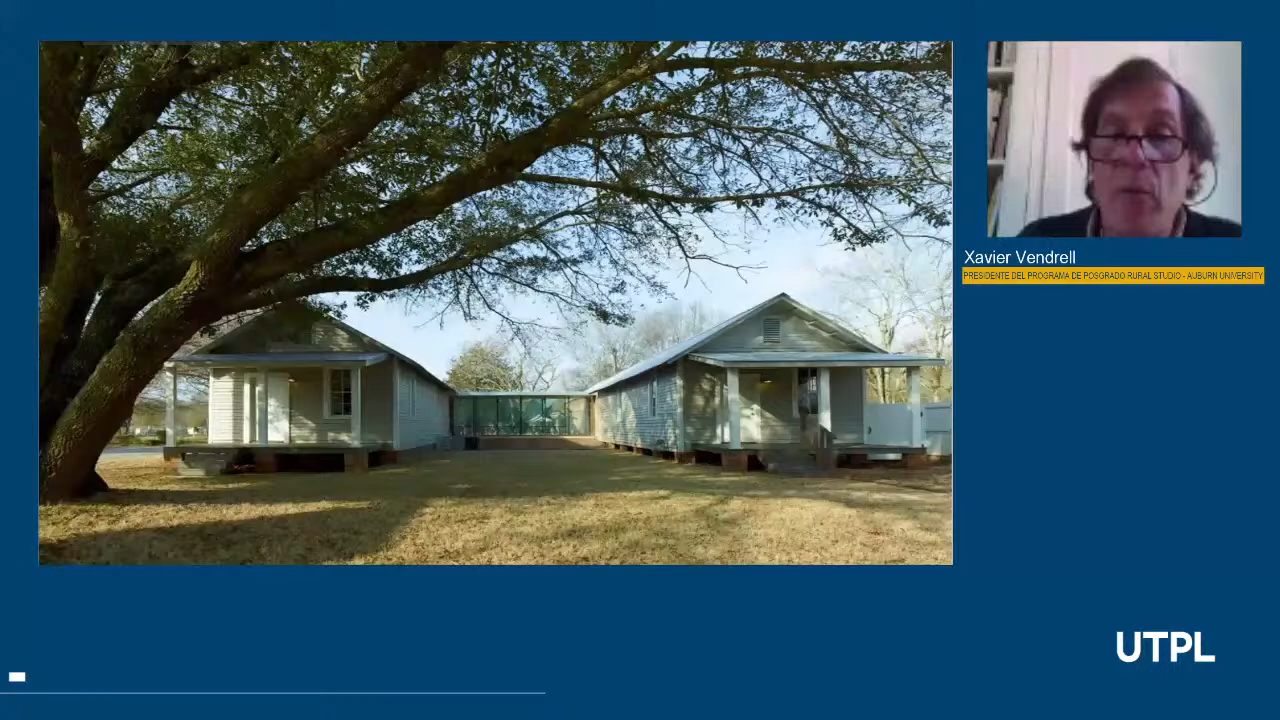 Xavier Vendrell
PRESIDENTE DEL PROGRAMA DE POSGRADO RURAL STUDIO - AUBURN UNIVERSITY
UTPL